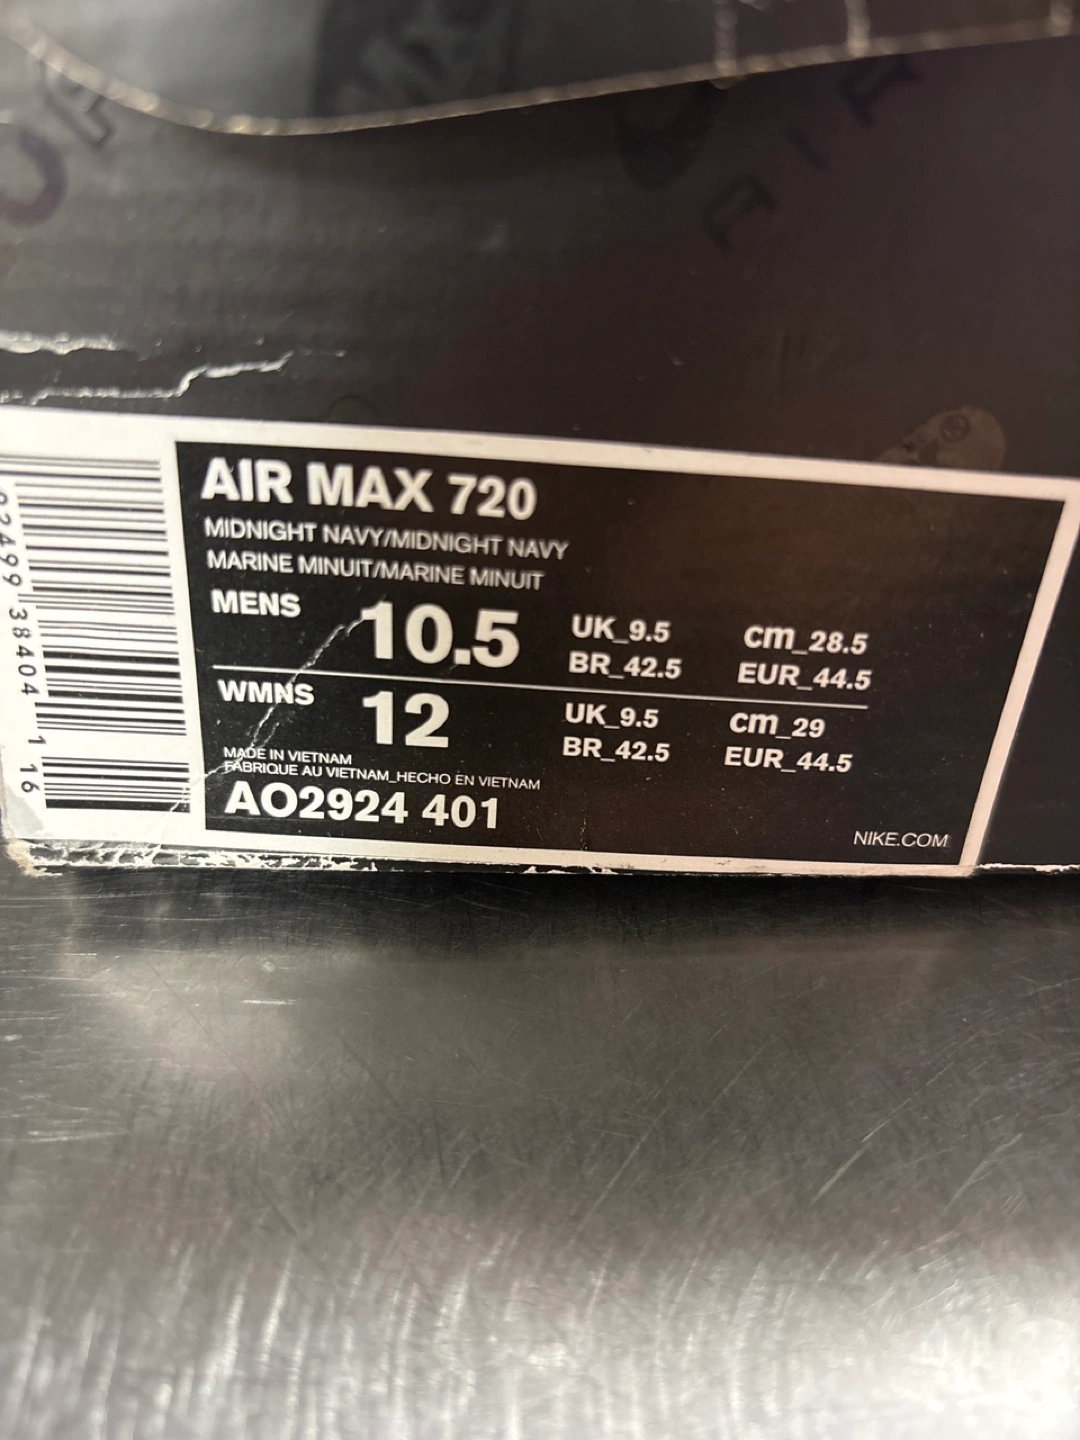 AIR MAX 720
MIDNIGHT NAVY/MIDNIGHT NAVY
MARINE MINUIT/MARINE MINUIT
MENS 10.5 UK_9.5 cm_28.5
BR_42.5 EUR_44.5
WMNS 12 UK_9.5 cm_29
BR_42.5 EUR_44.5
MADE IN VIETNAM
FABRIQUE AU VIETNAM_HECHO EN VIETNAM
AO2924 401
NIKE.COM
38404 1 16